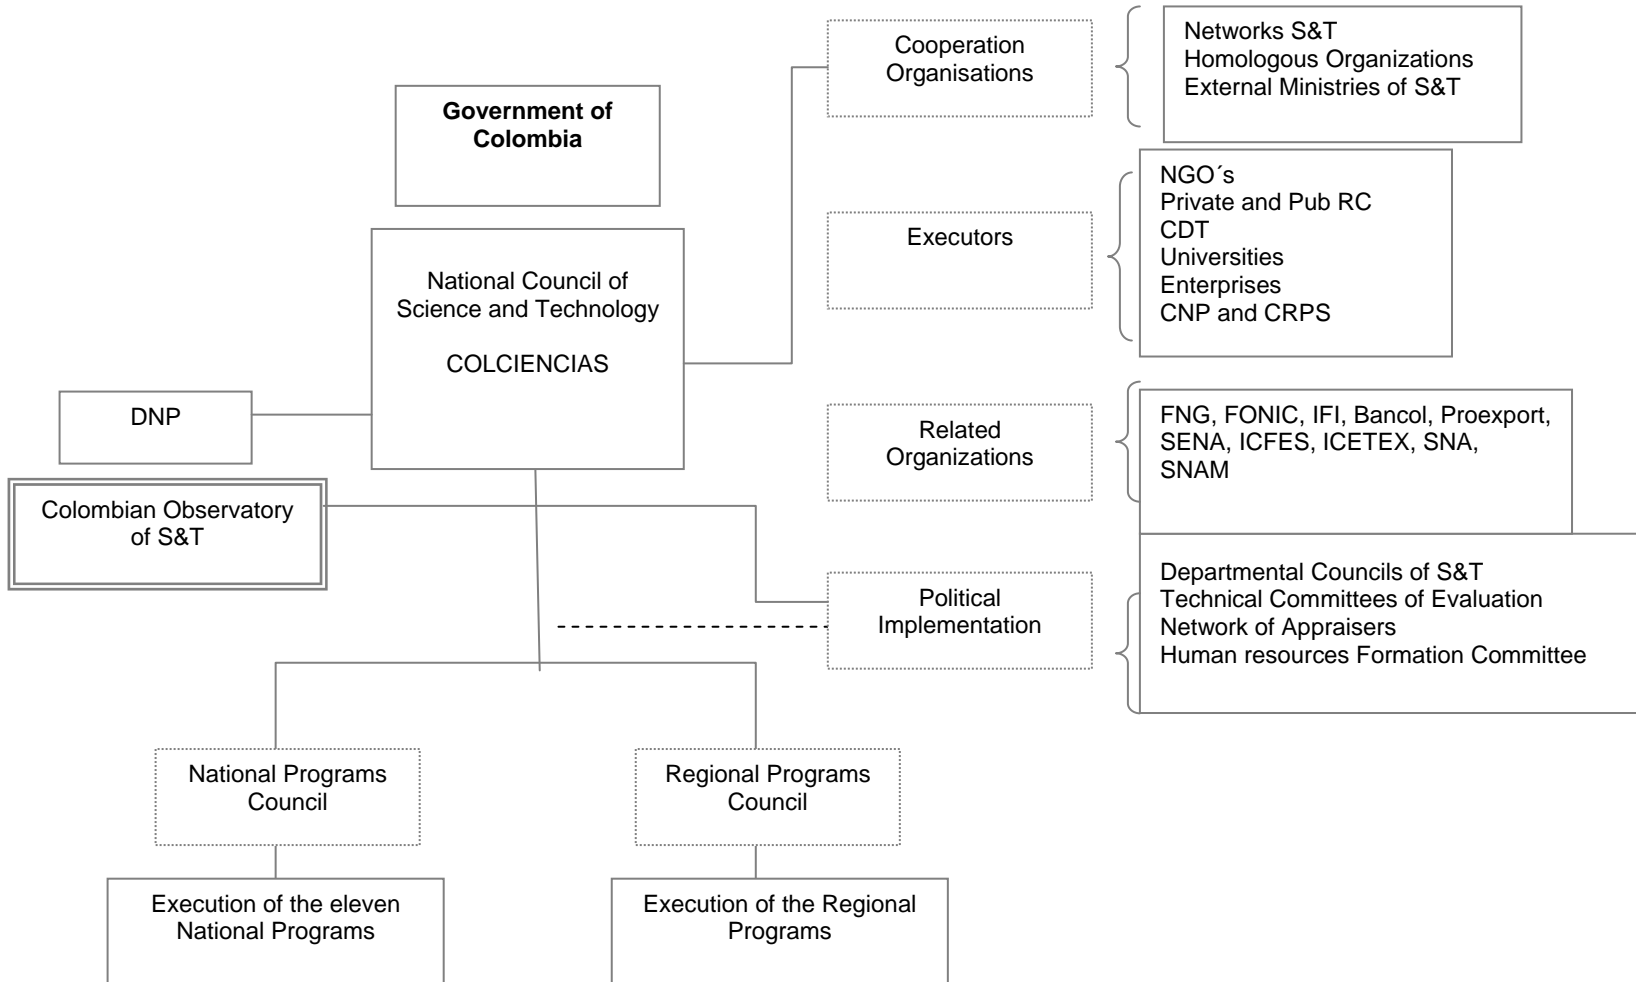 Government of
Colombia
National Council of
Science and Technology
COLCIENCIAS
DNP
Colombian Observatory
of S&T
Cooperation
Organisations
Networks S&T
Homologous Organizations
External Ministries of S&T
Executors
NGO´s
Private and Pub RC
CDT
Universities
Enterprises
CNP and CRPS
Related
Organizations
FNG, FONIC, IFI, Bancol, Proexport,
SENA, ICFES, ICETEX, SNA,
SNAM
Political
Implementation
Departmental Councils of S&T
Technical Committees of Evaluation
Network of Appraisers
Human resources Formation Committee
National Programs
Council
Regional Programs
Council
Execution of the eleven
National Programs
Execution of the Regional
Programs